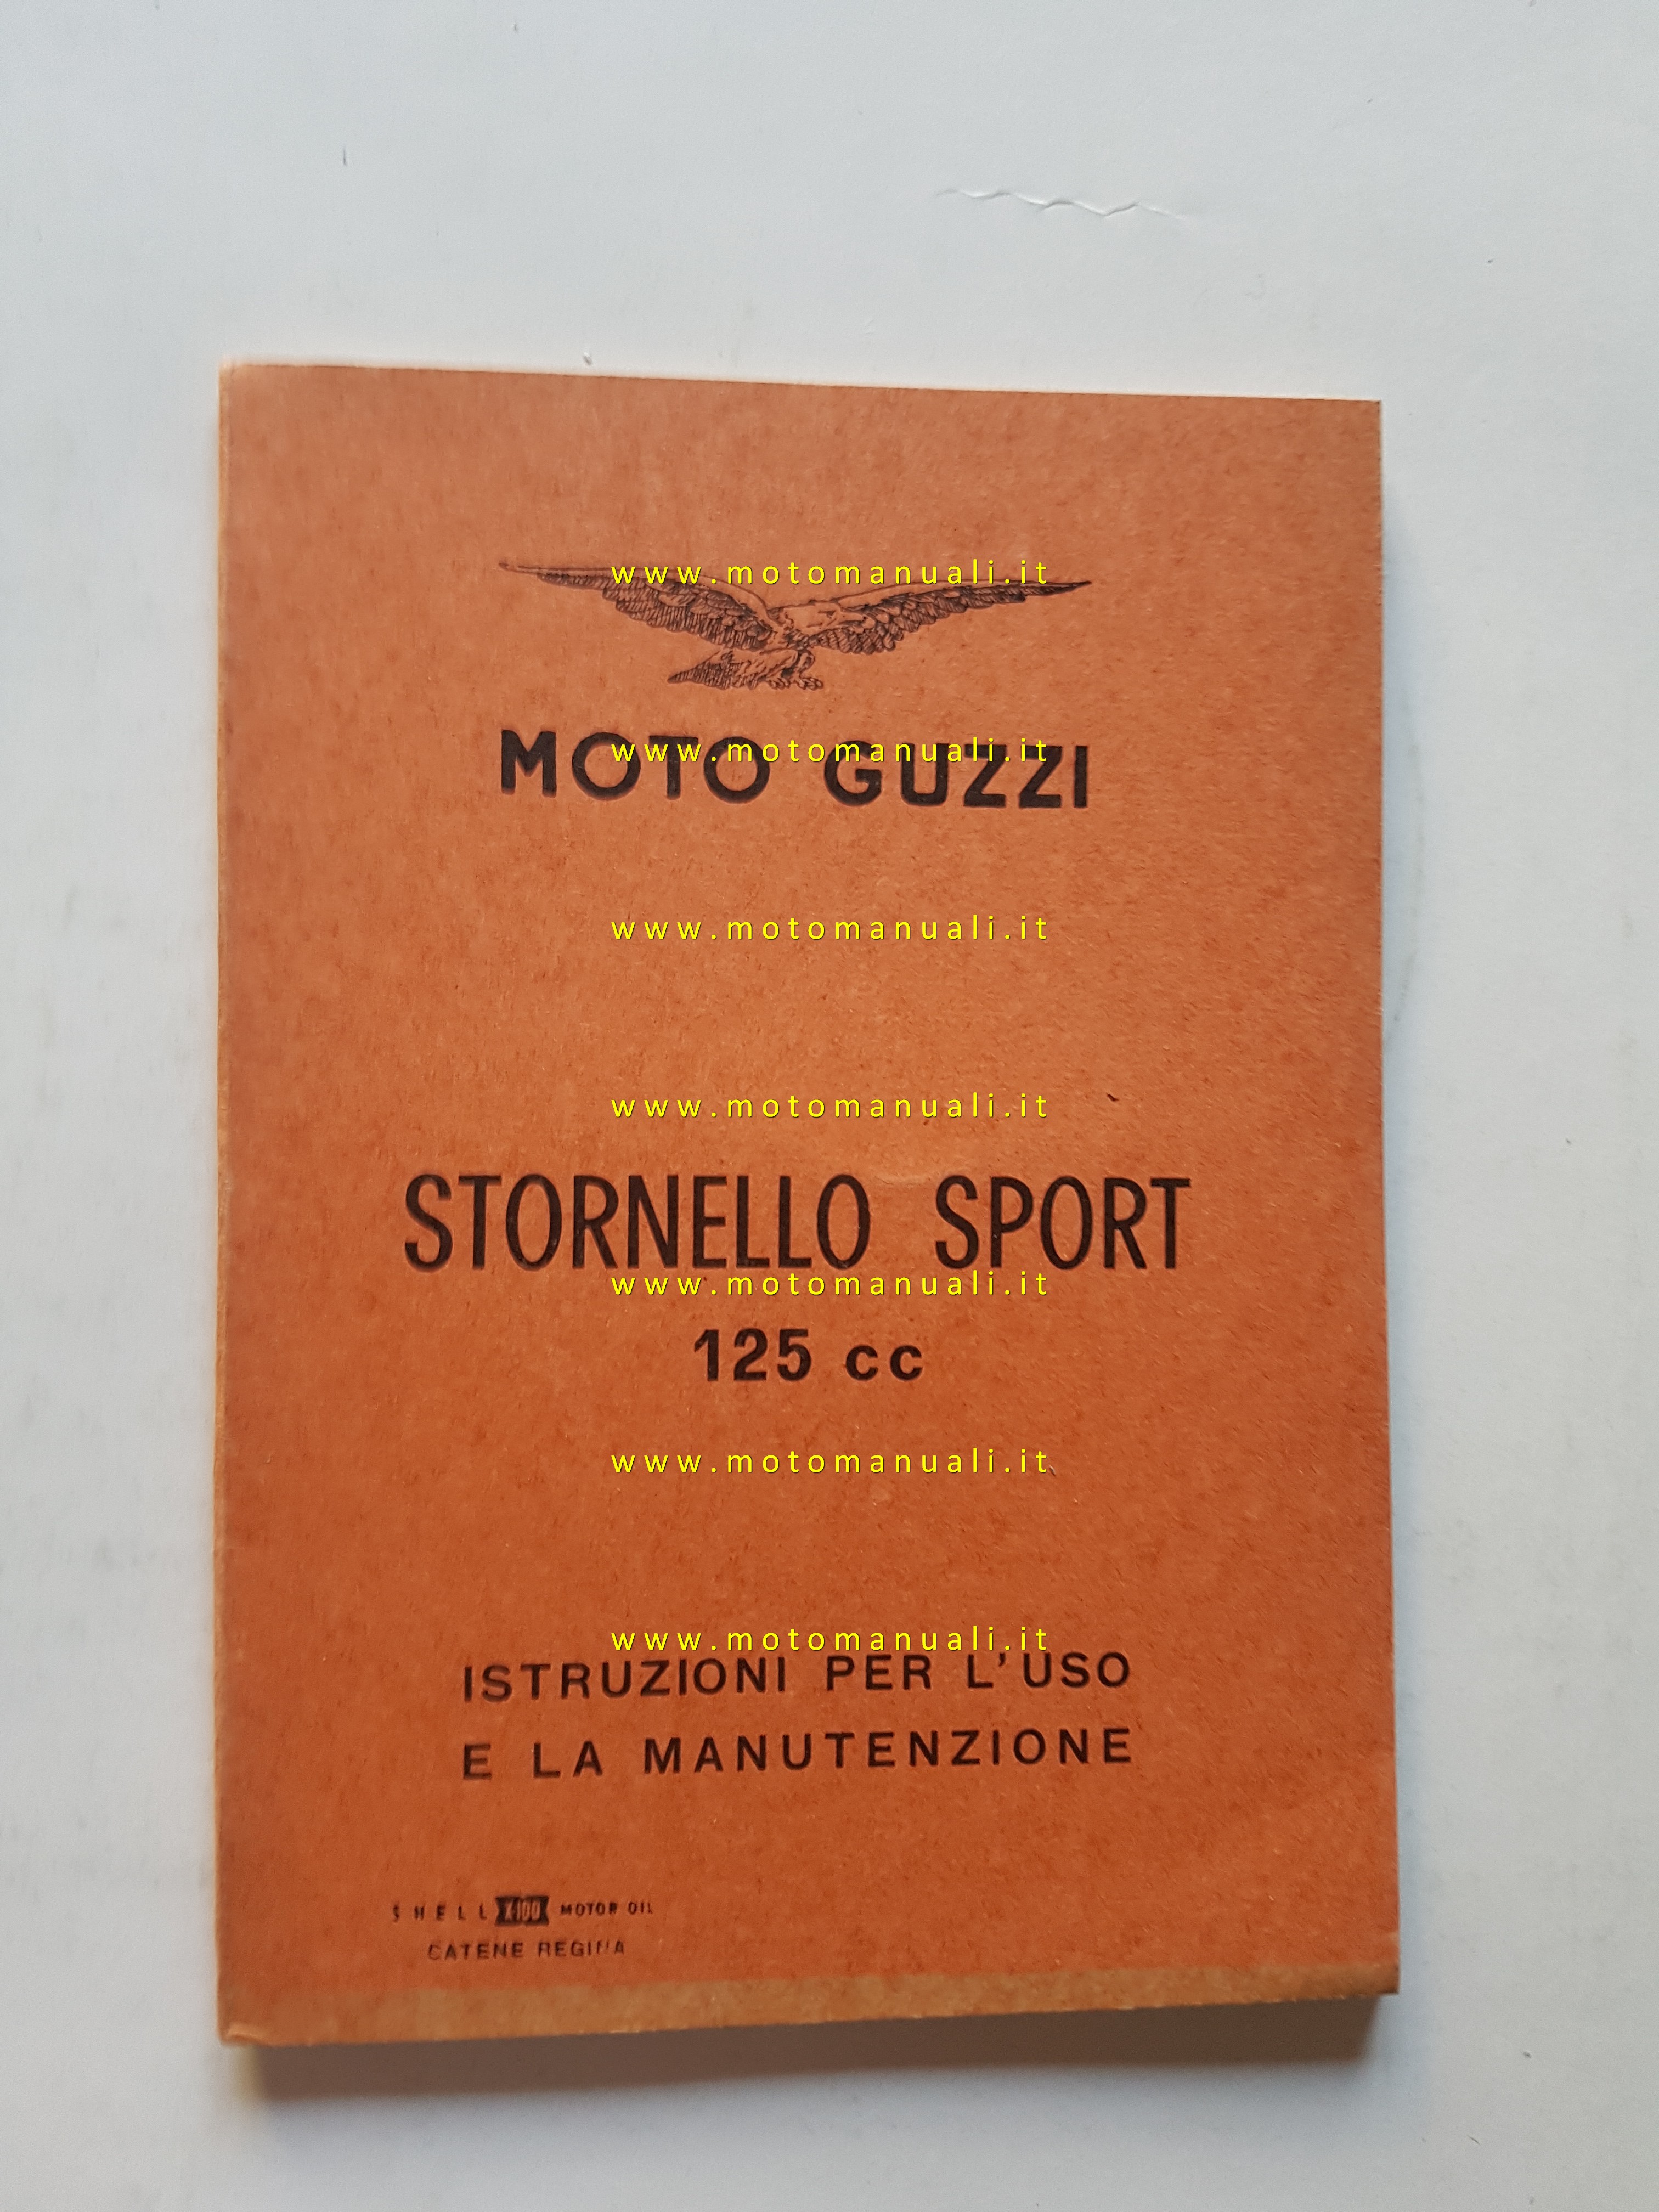 www.motomanuali.it
MOTO GUZZI
www.motomanuali.it
www.motomanuali.it
www.motomanuali.it
STORNELLO SPORT
www.motomanuali.it
125 cc
www.motomanuali.it
www.motomanuali.it
ISTRUZIONI PER L'USO
E LA MANUTENZIONE
SHELL X-100 MOTOR OIL
CATENE REGINA